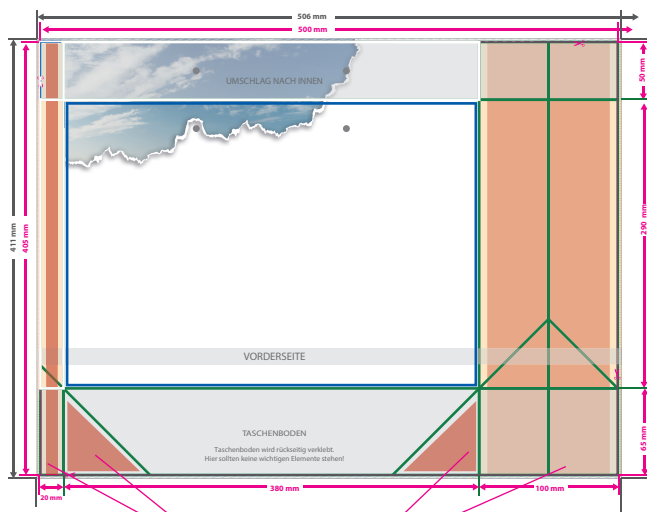 506 mm
500 mm
UMSCHLAG NACH INNEN
50 mm
411 mm
405 mm
290 mm
VORDERSEITE
TASCHENBODEN
Taschenboden wird rückseitig verklebt.
Hier sollten keine wichtigen Elemente stehen!
65 mm
20 mm
380 mm
100 mm